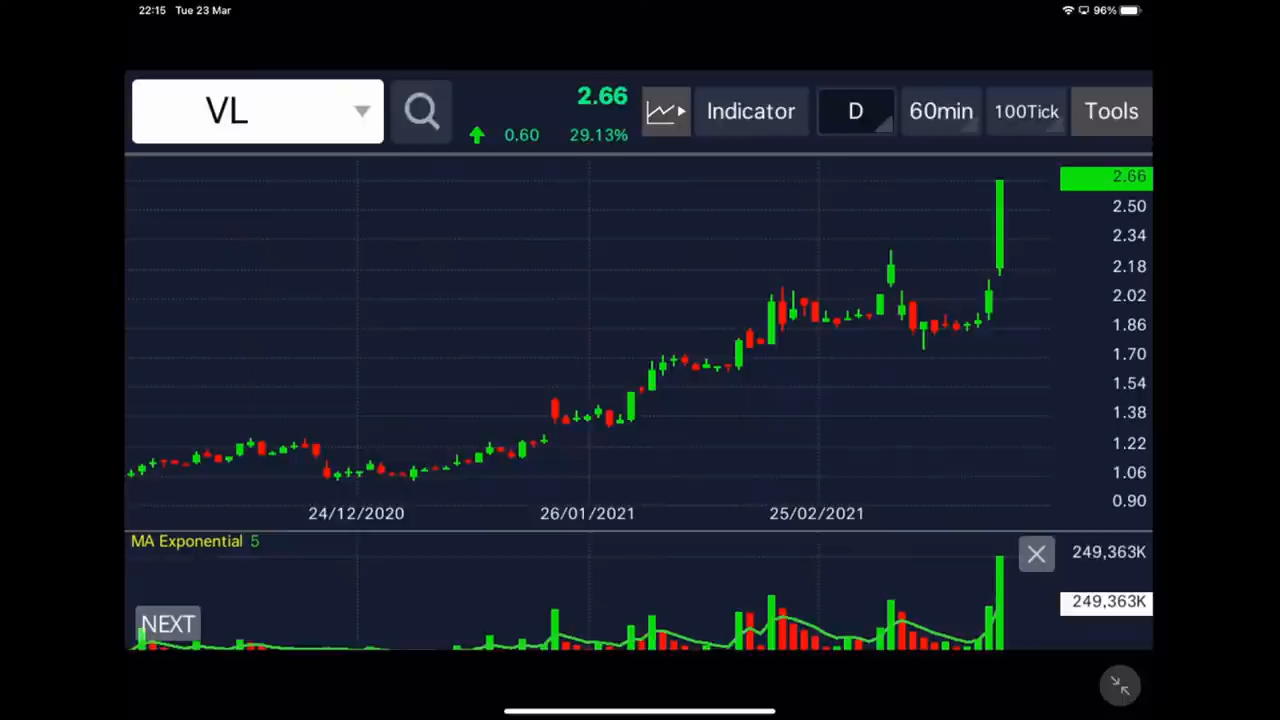 22:15 Tue 23 Mar
96%
VL
2.66
0.60 29.13%
Indicator
D
60min
100Tick
Tools
2.66
2.50
2.34
2.18
2.02
1.86
1.70
1.54
1.38
1.22
1.06
0.90
24/12/2020 26/01/2021 25/02/2021
MA Exponential 5
249,363K
249,363K
NEXT